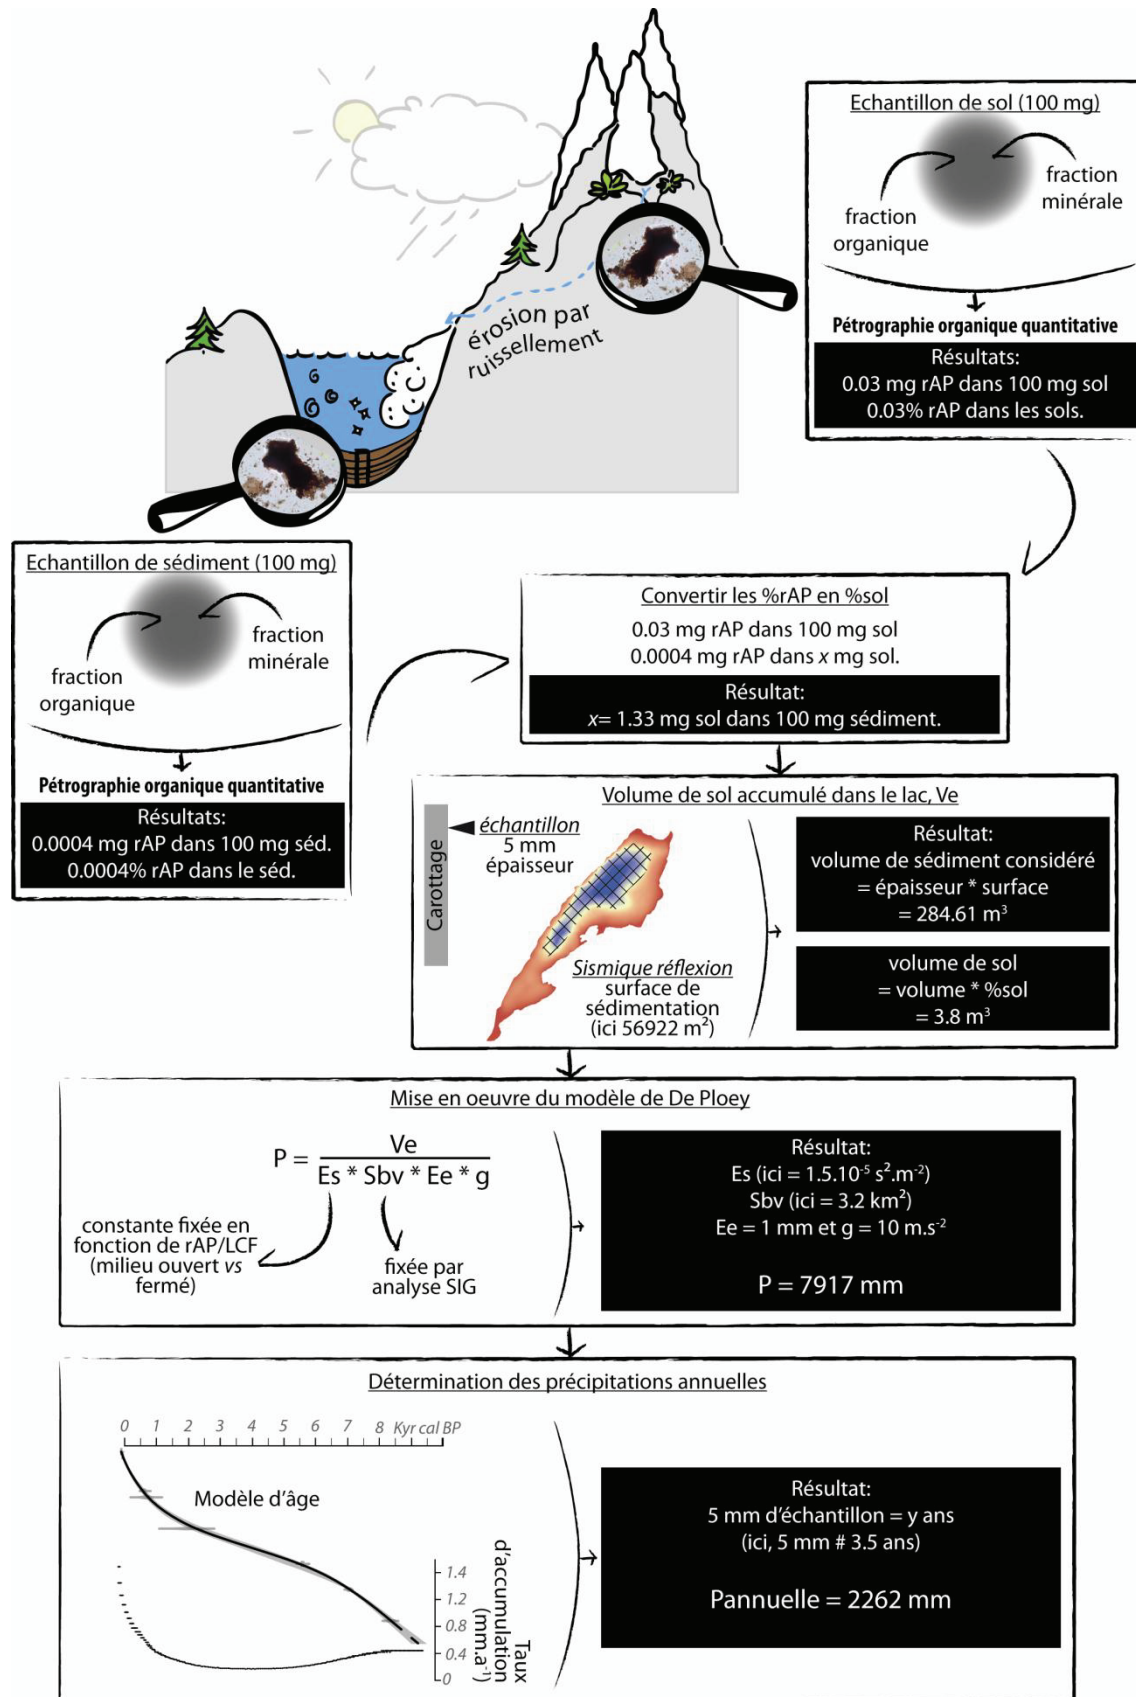 Echantillon de sol (100 mg)
fraction
organique
fraction
minérale
Pétrographie organique quantitative
Résultats:
0.03 mg rAP dans 100 mg sol
0.03% rAP dans les sols.
érosion par
ruissellement
Echantillon de sédiment (100 mg)
fraction
organique
fraction
minérale
Pétrographie organique quantitative
Résultats:
0.0004 mg rAP dans 100 mg séd.
0.0004% rAP dans le séd.
Convertir les %rAP en %sol
0.03 mg rAP dans 100 mg sol
0.0004 mg rAP dans x mg sol.
Résultat:
x= 1.33 mg sol dans 100 mg sédiment.
Volume de sol accumulé dans le lac, Ve
Carottage
échantillon
5 mm
épaisseur
Sismique réflexion
surface de
sédimentation
(ici 56922 m²)
Résultat:
volume de sédiment considéré
= épaisseur * surface
= 284.61 m³
volume de sol
= volume * %sol
= 3.8 m³
Mise en oeuvre du modèle de De Ploey
P = Ve / Es * Sbv * Ee * g
constante fixée en
fonction de rAP/LCF
(milieu ouvert vs
fermé)
fixée par
analyse SIG
Résultat:
Es (ici = 1.5.10⁻⁵ s².m⁻²)
Sbv (ici = 3.2 km²)
Ee = 1 mm et g = 10 m.s⁻²
P = 7917 mm
Détermination des précipitations annuelles
0 1 2 3 4 5 6 7 8 Kyr cal BP
Modèle d'âge
Taux
d'accumulation
(mm.a⁻¹)
1.4
1.2
0.8
0.4
0
Résultat:
5 mm d'échantillon = y ans
(ici, 5 mm # 3.5 ans)
Pannuelle = 2262 mm